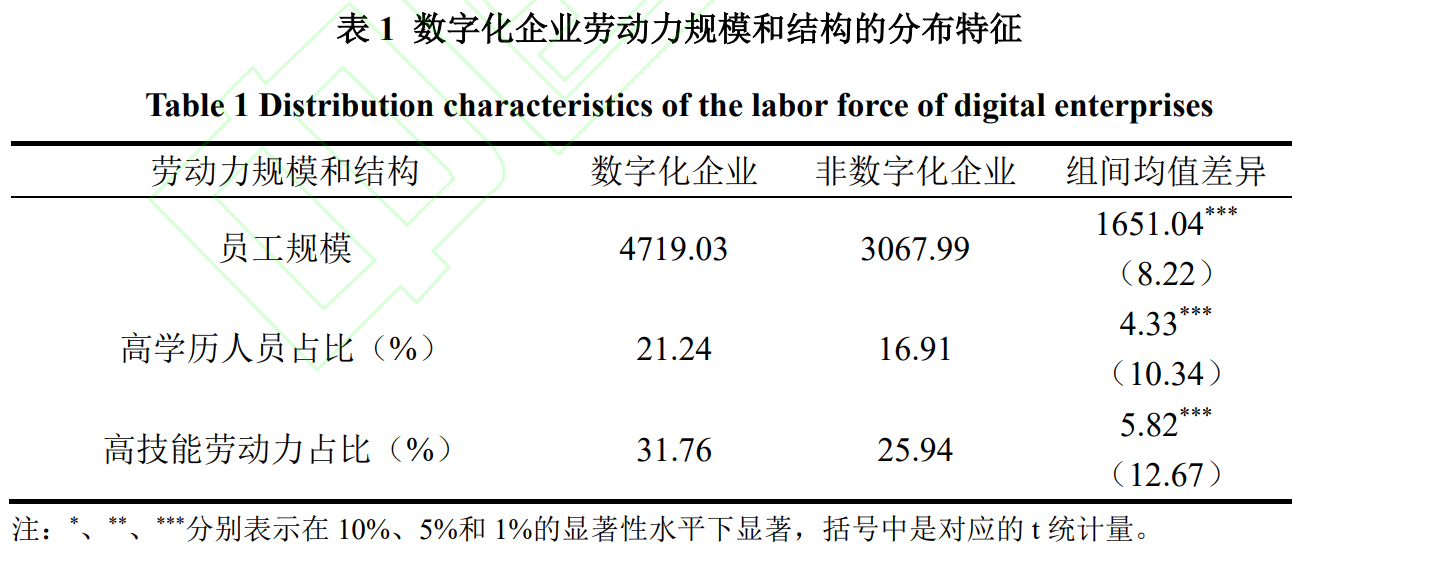 表 1 数字化企业劳动力规模和结构的分布特征
Table 1 Distribution characteristics of the labor force of digital enterprises
劳动力规模和结构 数字化企业 非数字化企业 组间均值差异
员工规模 4719.03 3067.99 1651.04***
（8.22）
高学历人员占比（%） 21.24 16.91 4.33***
（10.34）
高技能劳动力占比（%） 31.76 25.94 5.82***
（12.67）
注：*、**、***分别表示在 10%、5%和 1%的显著性水平下显著，括号中是对应的 t 统计量。